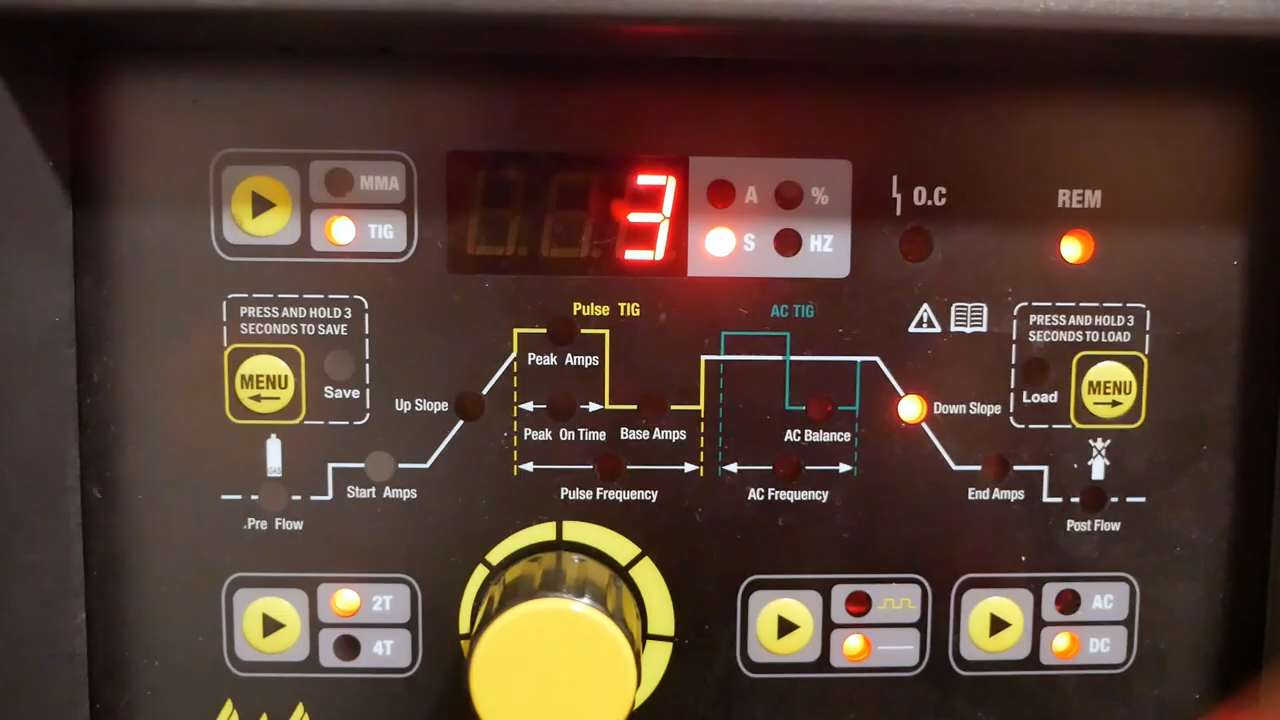 MMA
TIG
3
A
%
S
HZ
O.C
REM
PRESS AND HOLD 3
SECONDS TO SAVE
MENU
Save
Pulse TIG
AC TIG
PRESS AND HOLD 3
SECONDS TO LOAD
MENU
Load
Peak Amps
Up Slope
Down Slope
Peak On Time
Base Amps
AC Balance
GAS
Start Amps
Pulse Frequency
AC Frequency
End Amps
Pre Flow
Post Flow
2T
4T
AC
DC